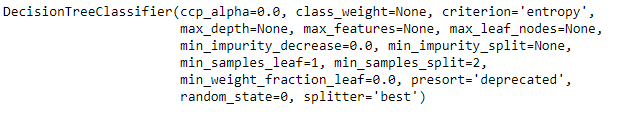 DecisionTreeClassifier(ccp_alpha=0.0, class_weight=None, criterion='entropy',
max_depth=None, max_features=None, max_leaf_nodes=None,
min_impurity_decrease=0.0, min_impurity_split=None,
min_samples_leaf=1, min_samples_split=2,
min_weight_fraction_leaf=0.0, presort='deprecated',
random_state=0, splitter='best')